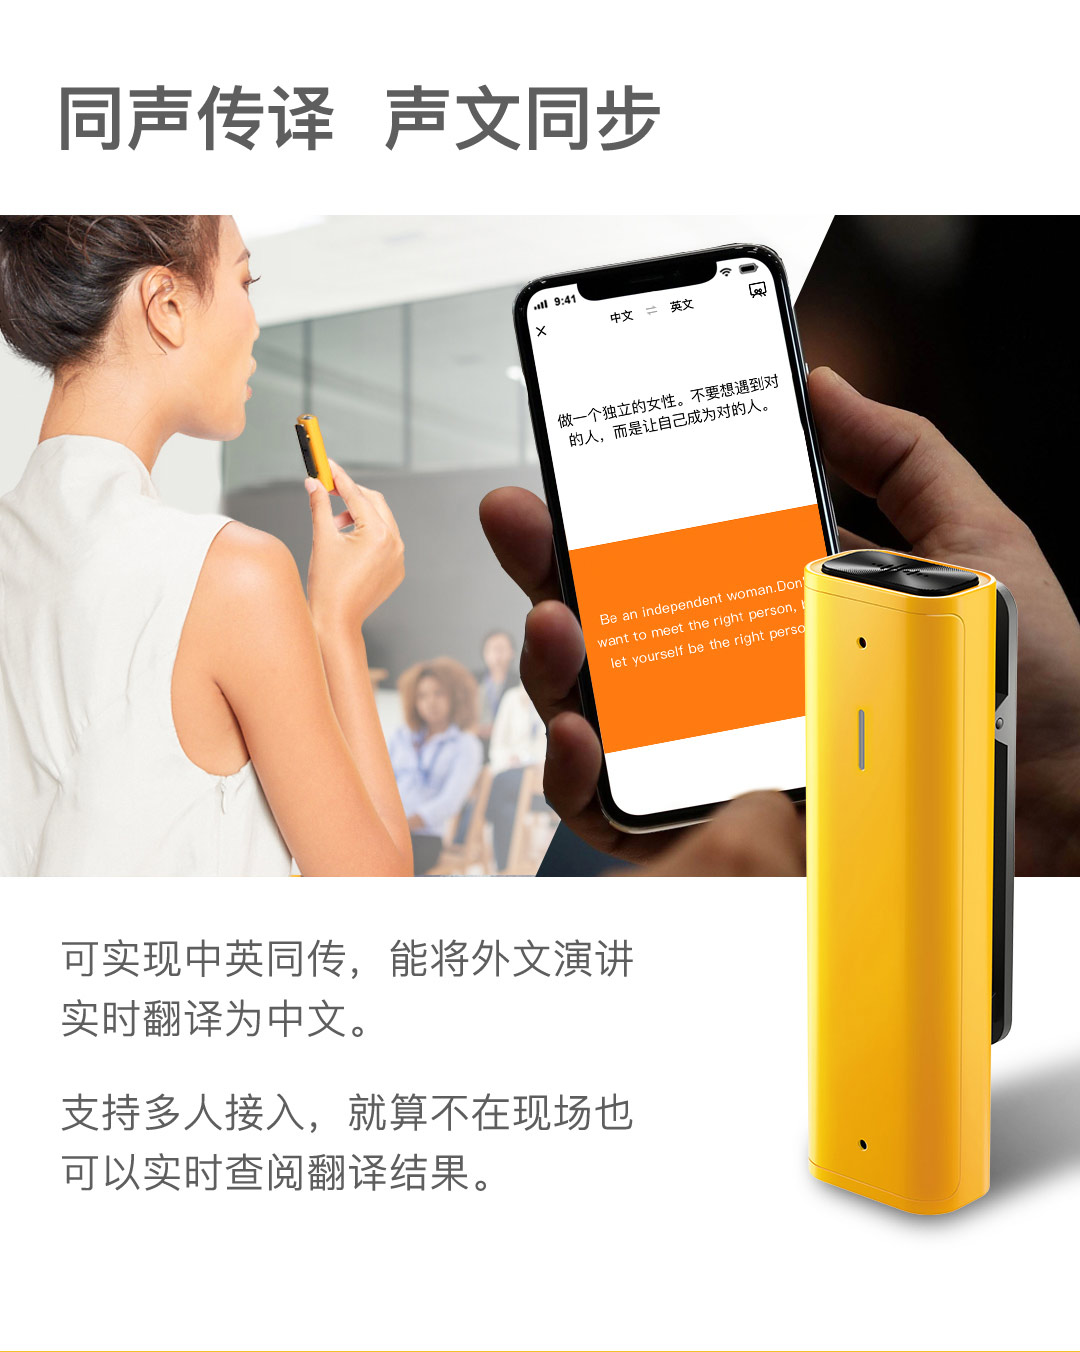 同声传译 声文同步
9:41
中文 ⇌ 英文
做一个独立的女性。不要想遇到对
的人，而是让自己成为对的人。
Be an independent woman.Don
want to meet the right person,
let yourself be the right perso
可实现中英同传，能将外文演讲
实时翻译为中文。
支持多人接入，就算不在现场也
可以实时查阅翻译结果。